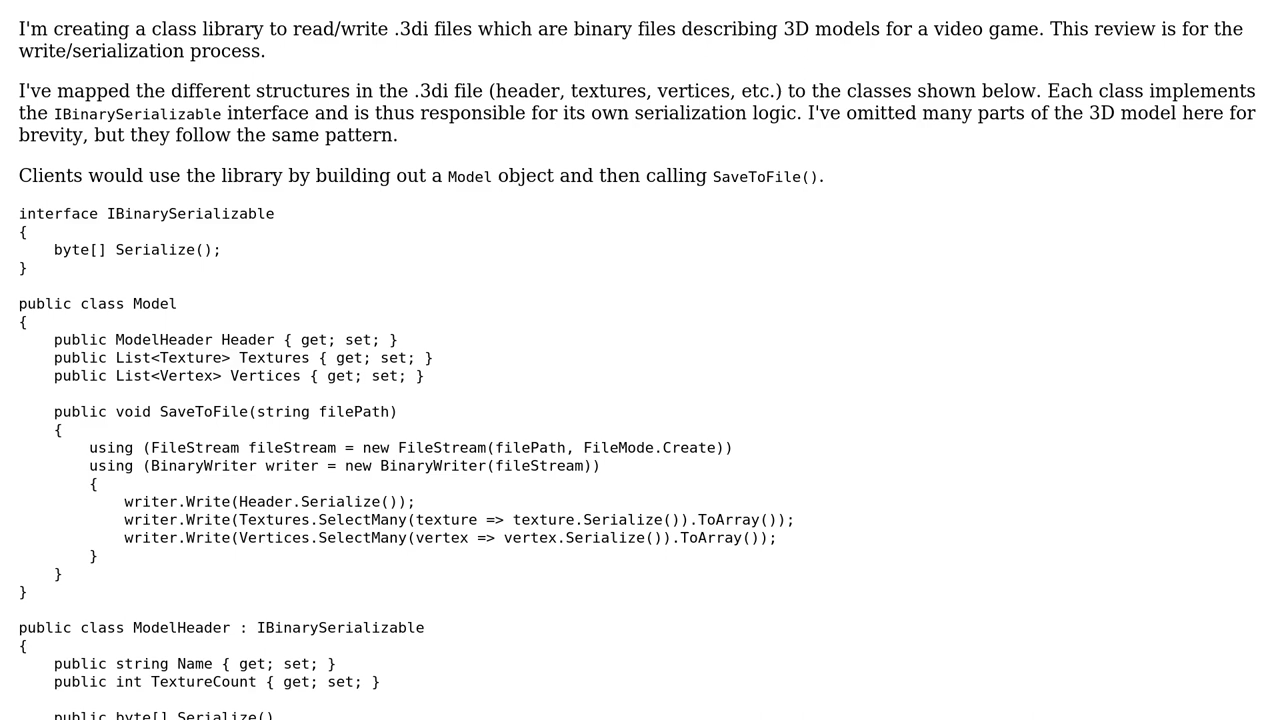 I'm creating a class library to read/write .3di files which are binary files describing 3D models for a video game. This review is for the
write/serialization process.
I've mapped the different structures in the .3di file (header, textures, vertices, etc.) to the classes shown below. Each class implements
the IBinarySerializable interface and is thus responsible for its own serialization logic. I've omitted many parts of the 3D model here for
brevity, but they follow the same pattern.
Clients would use the library by building out a Model object and then calling SaveToFile().
interface IBinarySerializable
{
    byte[] Serialize();
}
public class Model
{
    public ModelHeader Header { get; set; }
    public List<Texture> Textures { get; set; }
    public List<Vertex> Vertices { get; set; }
    public void SaveToFile(string filePath)
    {
        using (FileStream fileStream = new FileStream(filePath, FileMode.Create))
        using (BinaryWriter writer = new BinaryWriter(fileStream))
        {
            writer.Write(Header.Serialize());
            writer.Write(Textures.SelectMany(texture => texture.Serialize()).ToArray());
            writer.Write(Vertices.SelectMany(vertex => vertex.Serialize()).ToArray());
        }
    }
}
public class ModelHeader : IBinarySerializable
{
    public string Name { get; set; }
    public int TextureCount { get; set; }
    public byte[] Serialize()